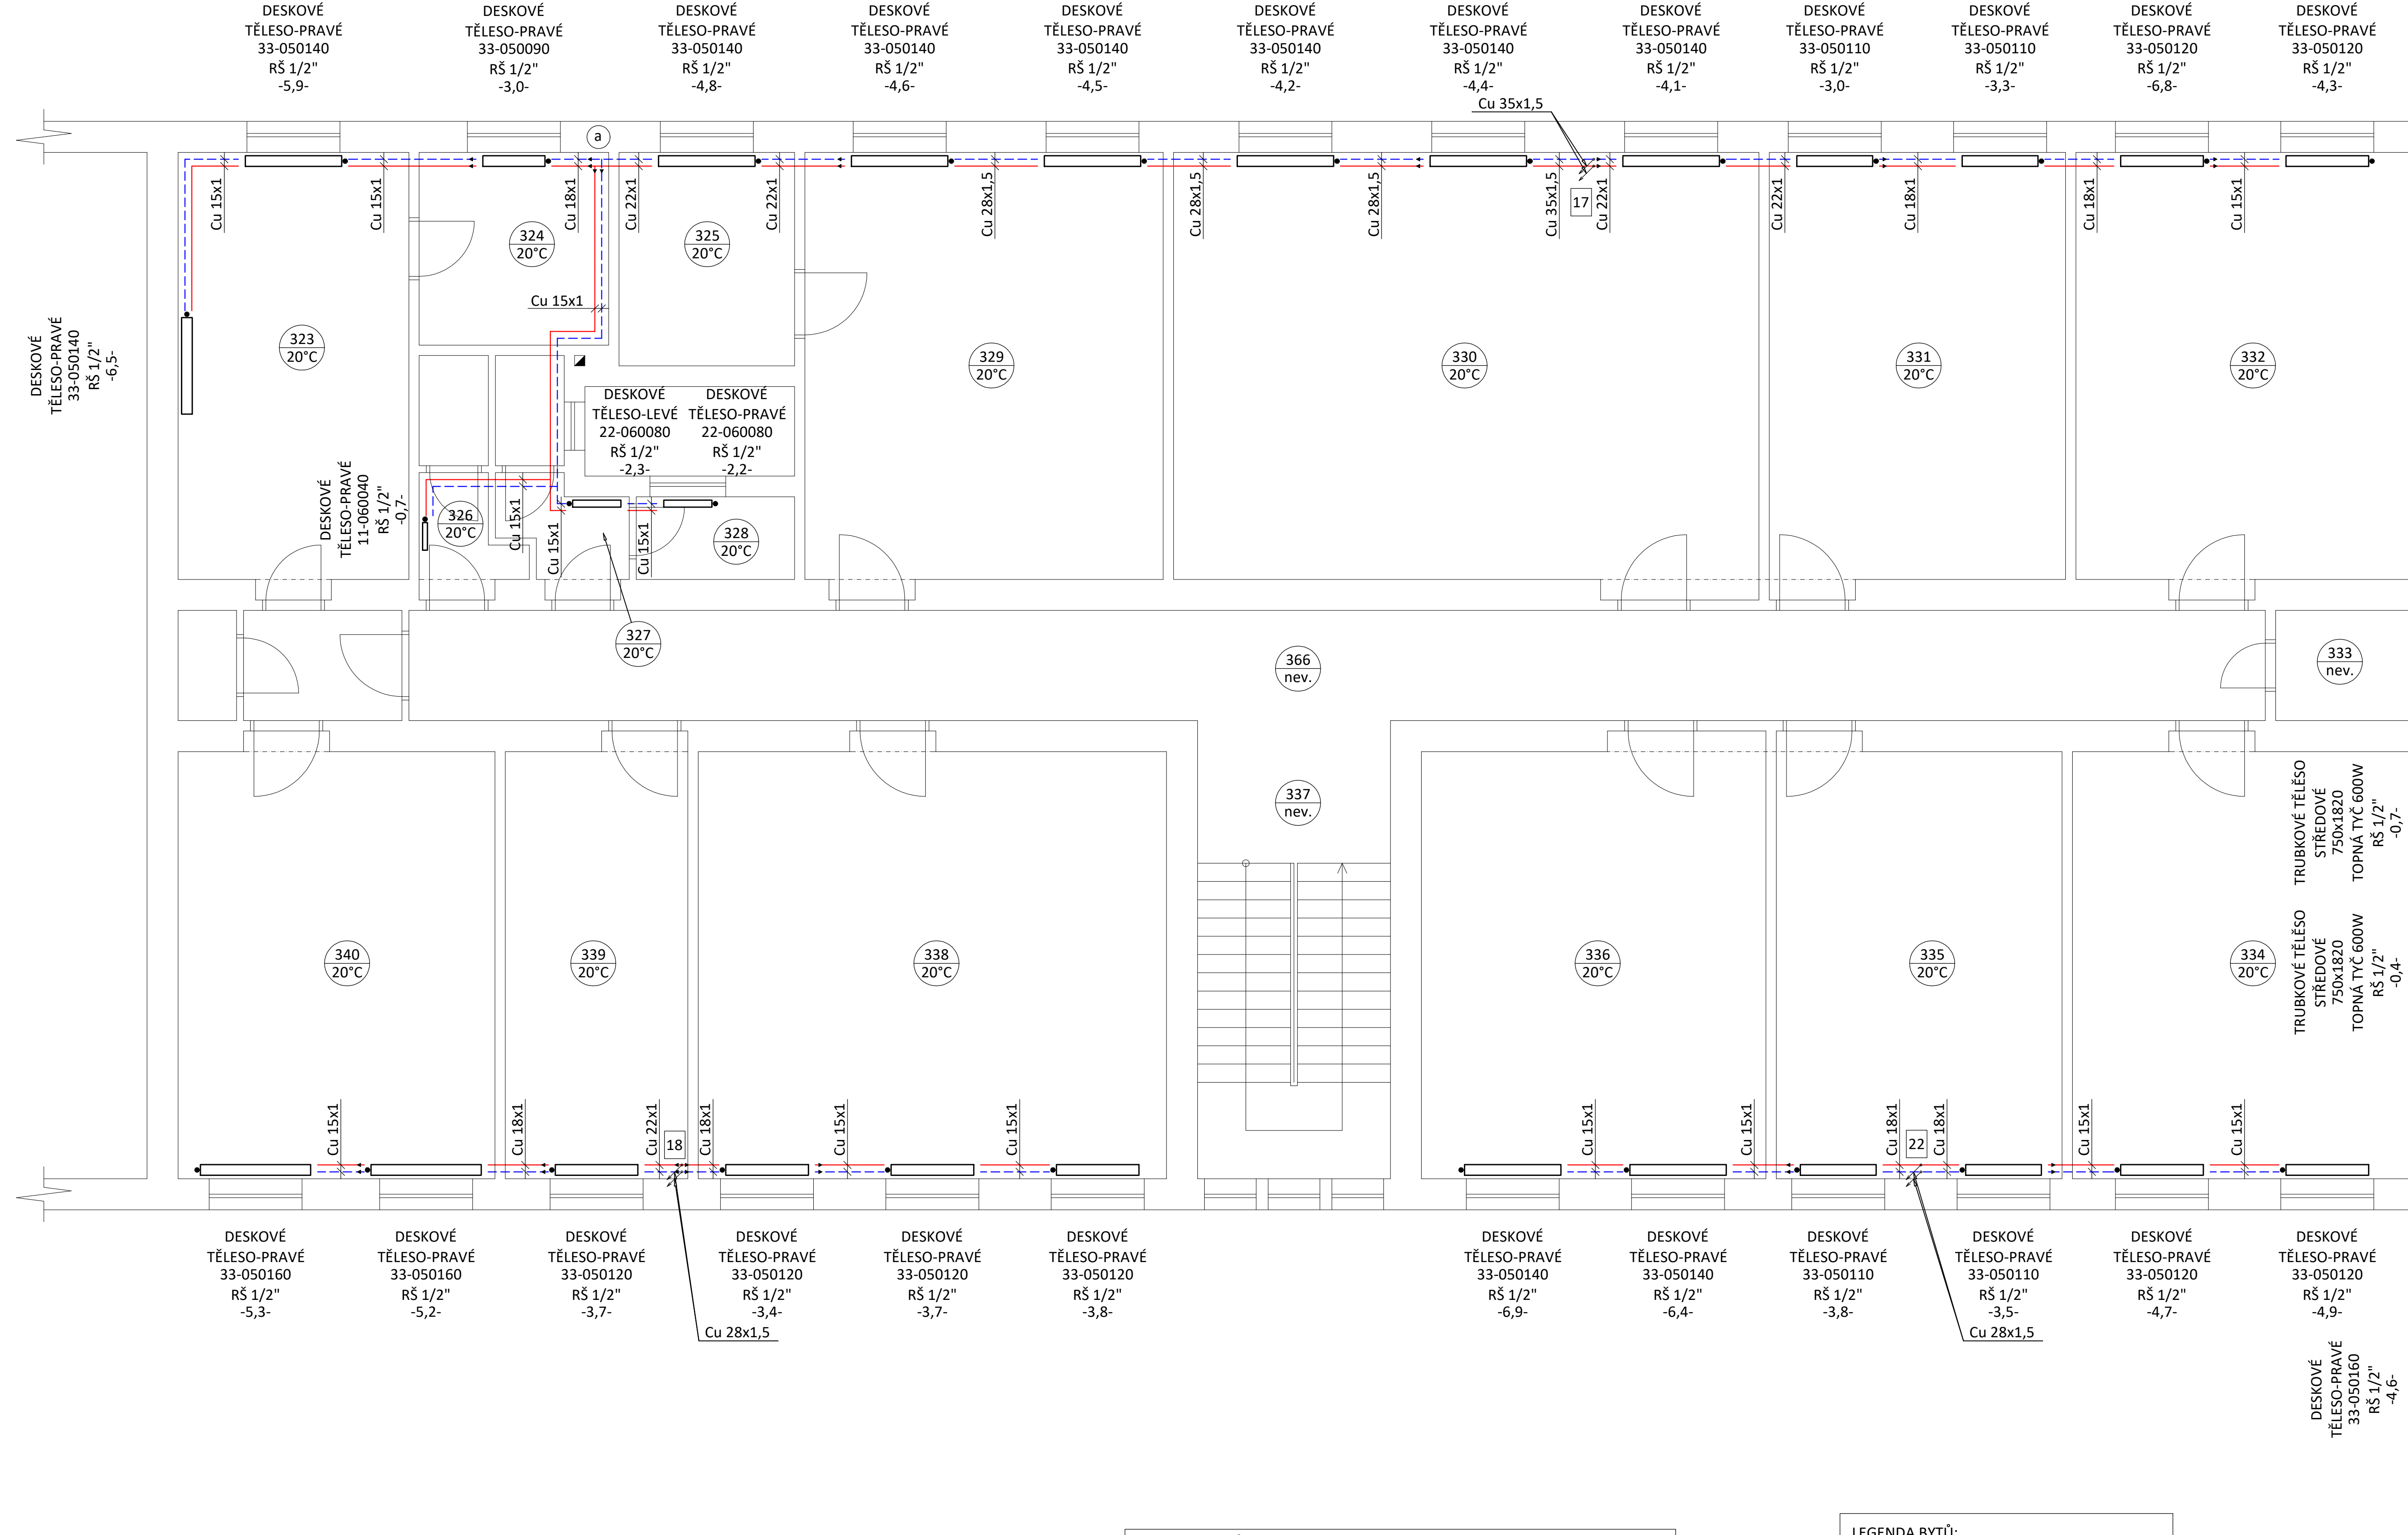 DESKOVÉ
TĚLESO-PRAVÉ
33-050140
RŠ 1/2"
-5,9-
DESKOVÉ
TĚLESO-PRAVÉ
33-050090
RŠ 1/2"
-3,0-
DESKOVÉ
TĚLESO-PRAVÉ
33-050140
RŠ 1/2"
-4,8-
DESKOVÉ
TĚLESO-PRAVÉ
33-050140
RŠ 1/2"
-4,6-
DESKOVÉ
TĚLESO-PRAVÉ
33-050140
RŠ 1/2"
-4,5-
DESKOVÉ
TĚLESO-PRAVÉ
33-050140
RŠ 1/2"
-4,2-
DESKOVÉ
TĚLESO-PRAVÉ
33-050140
RŠ 1/2"
-4,4-
DESKOVÉ
TĚLESO-PRAVÉ
33-050140
RŠ 1/2"
-4,1-
DESKOVÉ
TĚLESO-PRAVÉ
33-050110
RŠ 1/2"
-3,0-
DESKOVÉ
TĚLESO-PRAVÉ
33-050110
RŠ 1/2"
-3,3-
DESKOVÉ
TĚLESO-PRAVÉ
33-050120
RŠ 1/2"
-6,8-
DESKOVÉ
TĚLESO-PRAVÉ
33-050120
RŠ 1/2"
-4,3-
Cu 35x1,5
a
Cu 15x1
Cu 15x1
Cu 18x1
Cu 22x1
Cu 22x1
Cu 28x1,5
Cu 28x1,5
Cu 28x1,5
Cu 35x1,5
17
Cu 22x1
Cu 22x1
Cu 18x1
Cu 18x1
Cu 15x1
324
20°C
325
20°C
Cu 15x1
DESKOVÉ
TĚLESO-PRAVÉ
33-050140
RŠ 1/2"
-6,5-
323
20°C
329
20°C
330
20°C
331
20°C
332
20°C
DESKOVÉ
TĚLESO-LEVÉ
22-060080
RŠ 1/2"
-2,3-
DESKOVÉ
TĚLESO-PRAVÉ
22-060080
RŠ 1/2"
-2,2-
DESKOVÉ
TĚLESO-PRAVÉ
11-060040
RŠ 1/2"
-0,7-
326
20°C
Cu 15x1
Cu 15x1
Cu 15x1
328
20°C
327
20°C
366
nev.
333
nev.
337
nev.
TRUBKOVÉ TĚLĚSO
STŘEDOVÉ
750x1820
TOPNÁ TYČ 600W
RŠ 1/2"
-0,7-
340
20°C
339
20°C
338
20°C
336
20°C
335
20°C
334
20°C
TRUBKOVÉ TĚLESO
STŘEDOVÉ
750x1820
TOPNÁ TYČ 600W
RŠ 1/2"
-0,4-
Cu 15x1
Cu 18x1
Cu 22x1
18
Cu 18x1
Cu 15x1
Cu 15x1
Cu 15x1
Cu 15x1
Cu 18x1
22
Cu 18x1
Cu 15x1
Cu 15x1
DESKOVÉ
TĚLESO-PRAVÉ
33-050160
RŠ 1/2"
-5,3-
DESKOVÉ
TĚLESO-PRAVÉ
33-050160
RŠ 1/2"
-5,2-
DESKOVÉ
TĚLESO-PRAVÉ
33-050120
RŠ 1/2"
-3,7-
DESKOVÉ
TĚLESO-PRAVÉ
33-050120
RŠ 1/2"
-3,4-
DESKOVÉ
TĚLESO-PRAVÉ
33-050120
RŠ 1/2"
-3,7-
DESKOVÉ
TĚLESO-PRAVÉ
33-050120
RŠ 1/2"
-3,8-
DESKOVÉ
TĚLESO-PRAVÉ
33-050140
RŠ 1/2"
-6,9-
DESKOVÉ
TĚLESO-PRAVÉ
33-050140
RŠ 1/2"
-6,4-
DESKOVÉ
TĚLESO-PRAVÉ
33-050110
RŠ 1/2"
-3,8-
DESKOVÉ
TĚLESO-PRAVÉ
33-050110
RŠ 1/2"
-3,5-
DESKOVÉ
TĚLESO-PRAVÉ
33-050120
RŠ 1/2"
-4,7-
DESKOVÉ
TĚLESO-PRAVÉ
33-050120
RŠ 1/2"
-4,9-
Cu 28x1,5
Cu 28x1,5
DESKOVÉ
TĚLESO-PRAVÉ
33-050160
RŠ 1/2"
-4,6-
LEGENDA BYTŮ: